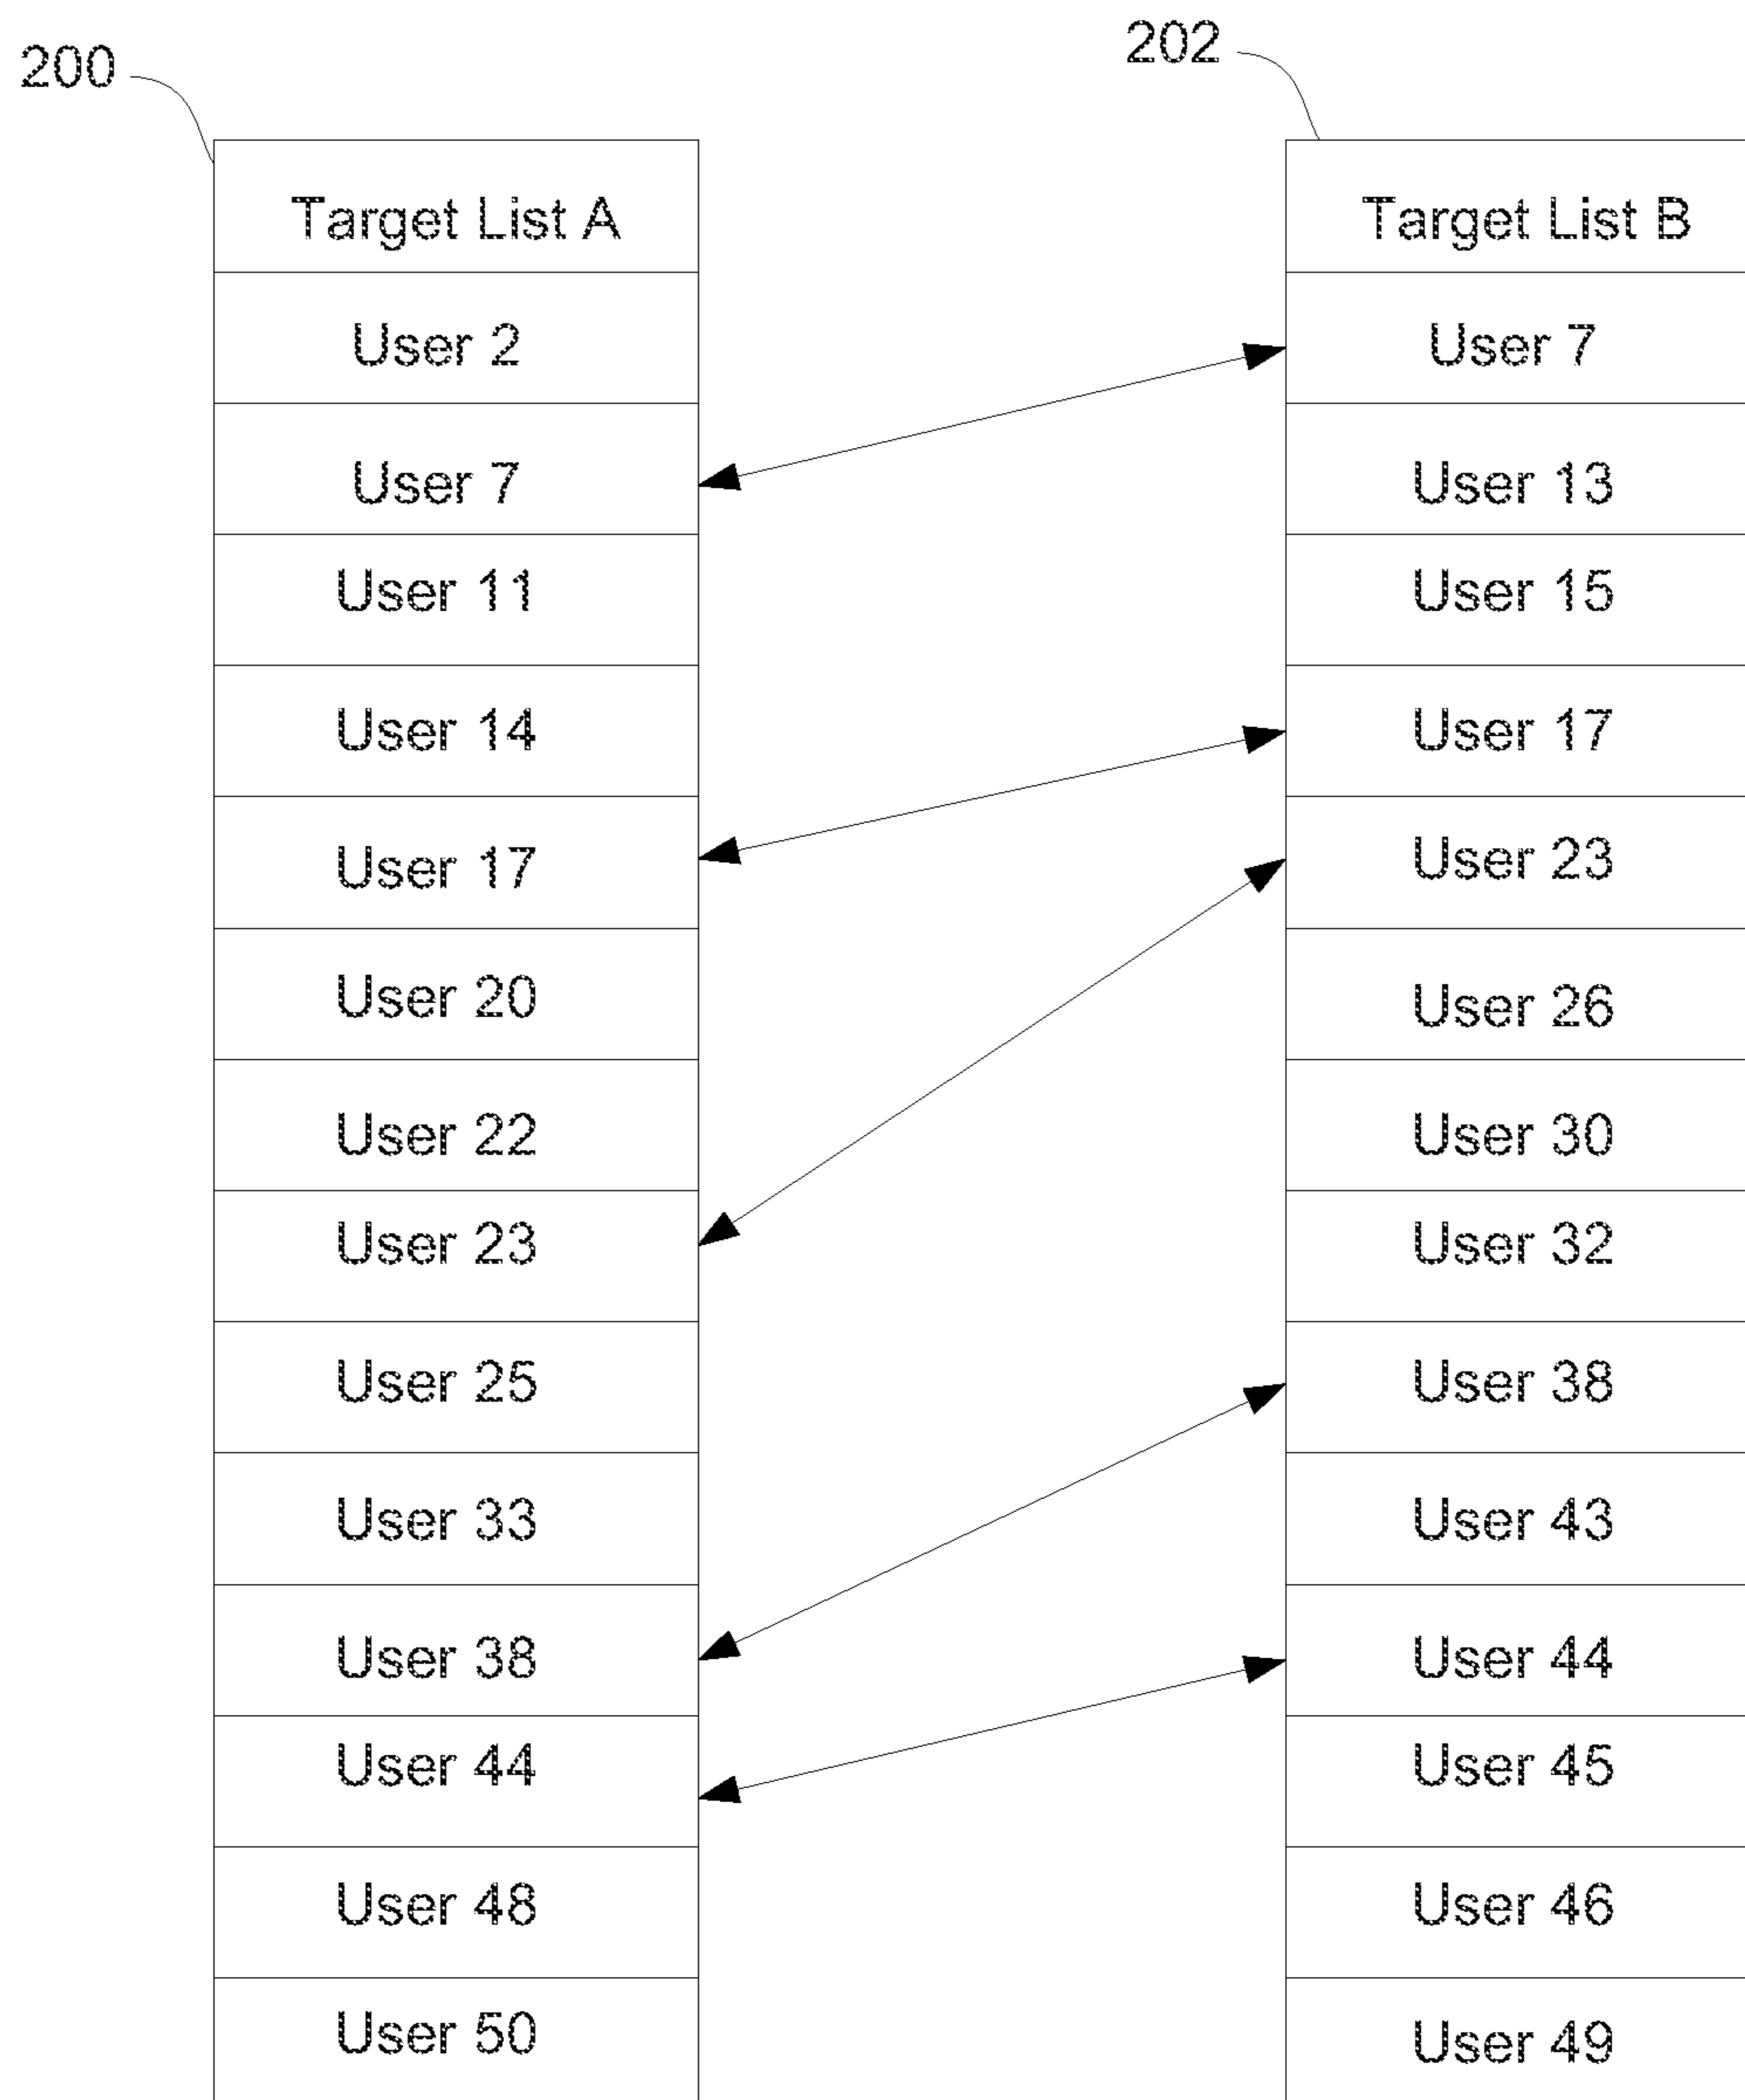 200
202
Target List A
User 2
User 7
User 11
User 14
User 17
User 20
User 22
User 23
User 25
User 33
User 38
User 44
User 48
User 50
Target List B
User 7
User 13
User 15
User 17
User 23
User 26
User 30
User 32
User 38
User 43
User 44
User 45
User 46
User 49